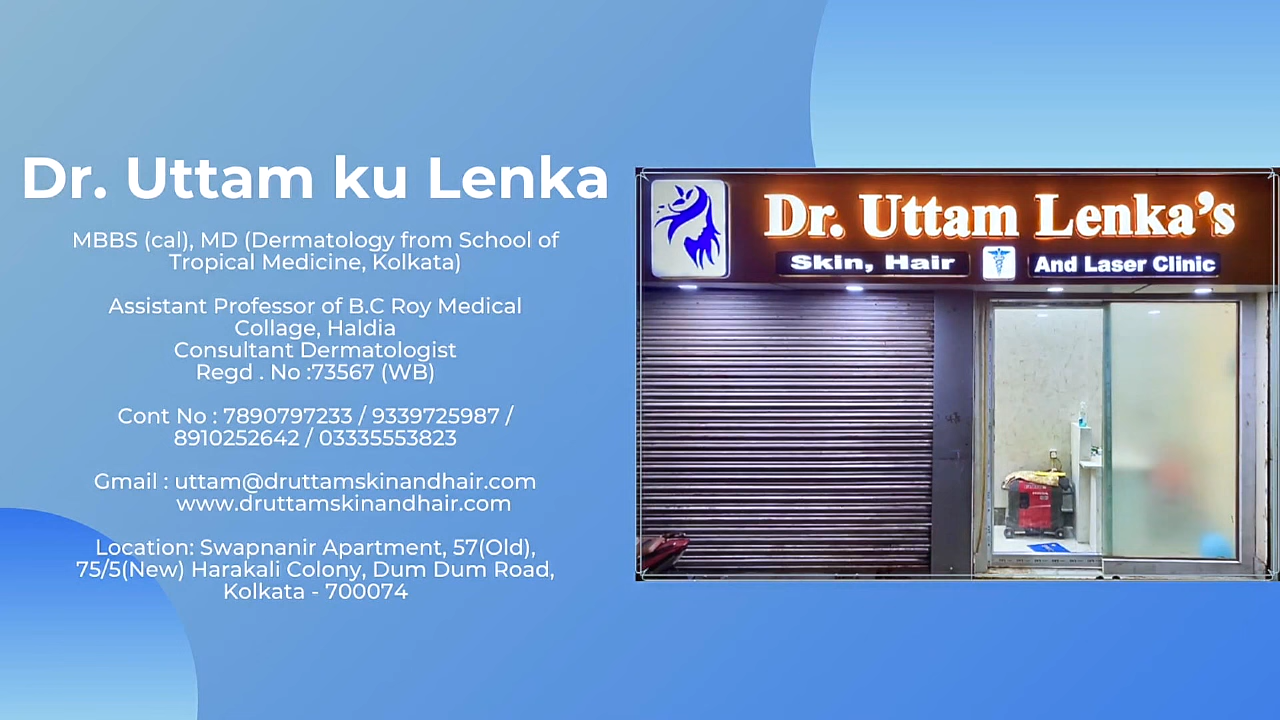 Dr. Uttam ku Lenka
MBBS (cal), MD (Dermatology from School of
Tropical Medicine, Kolkata)
Assistant Professor of B.C Roy Medical
Collage, Haldia
Consultant Dermatologist
Regd . No :73567 (WB)
Cont No : 7890797233 / 9339725987 /
8910252642 / 03335553823
Gmail : uttam@druttamskinandhair.com
www.druttamskinandhair.com
Location: Swapnanir Apartment, 57(Old),
75/5(New) Harakali Colony, Dum Dum Road,
Kolkata - 700074
Dr. Uttam Lenka's
Skin, Hair And Laser Clinic